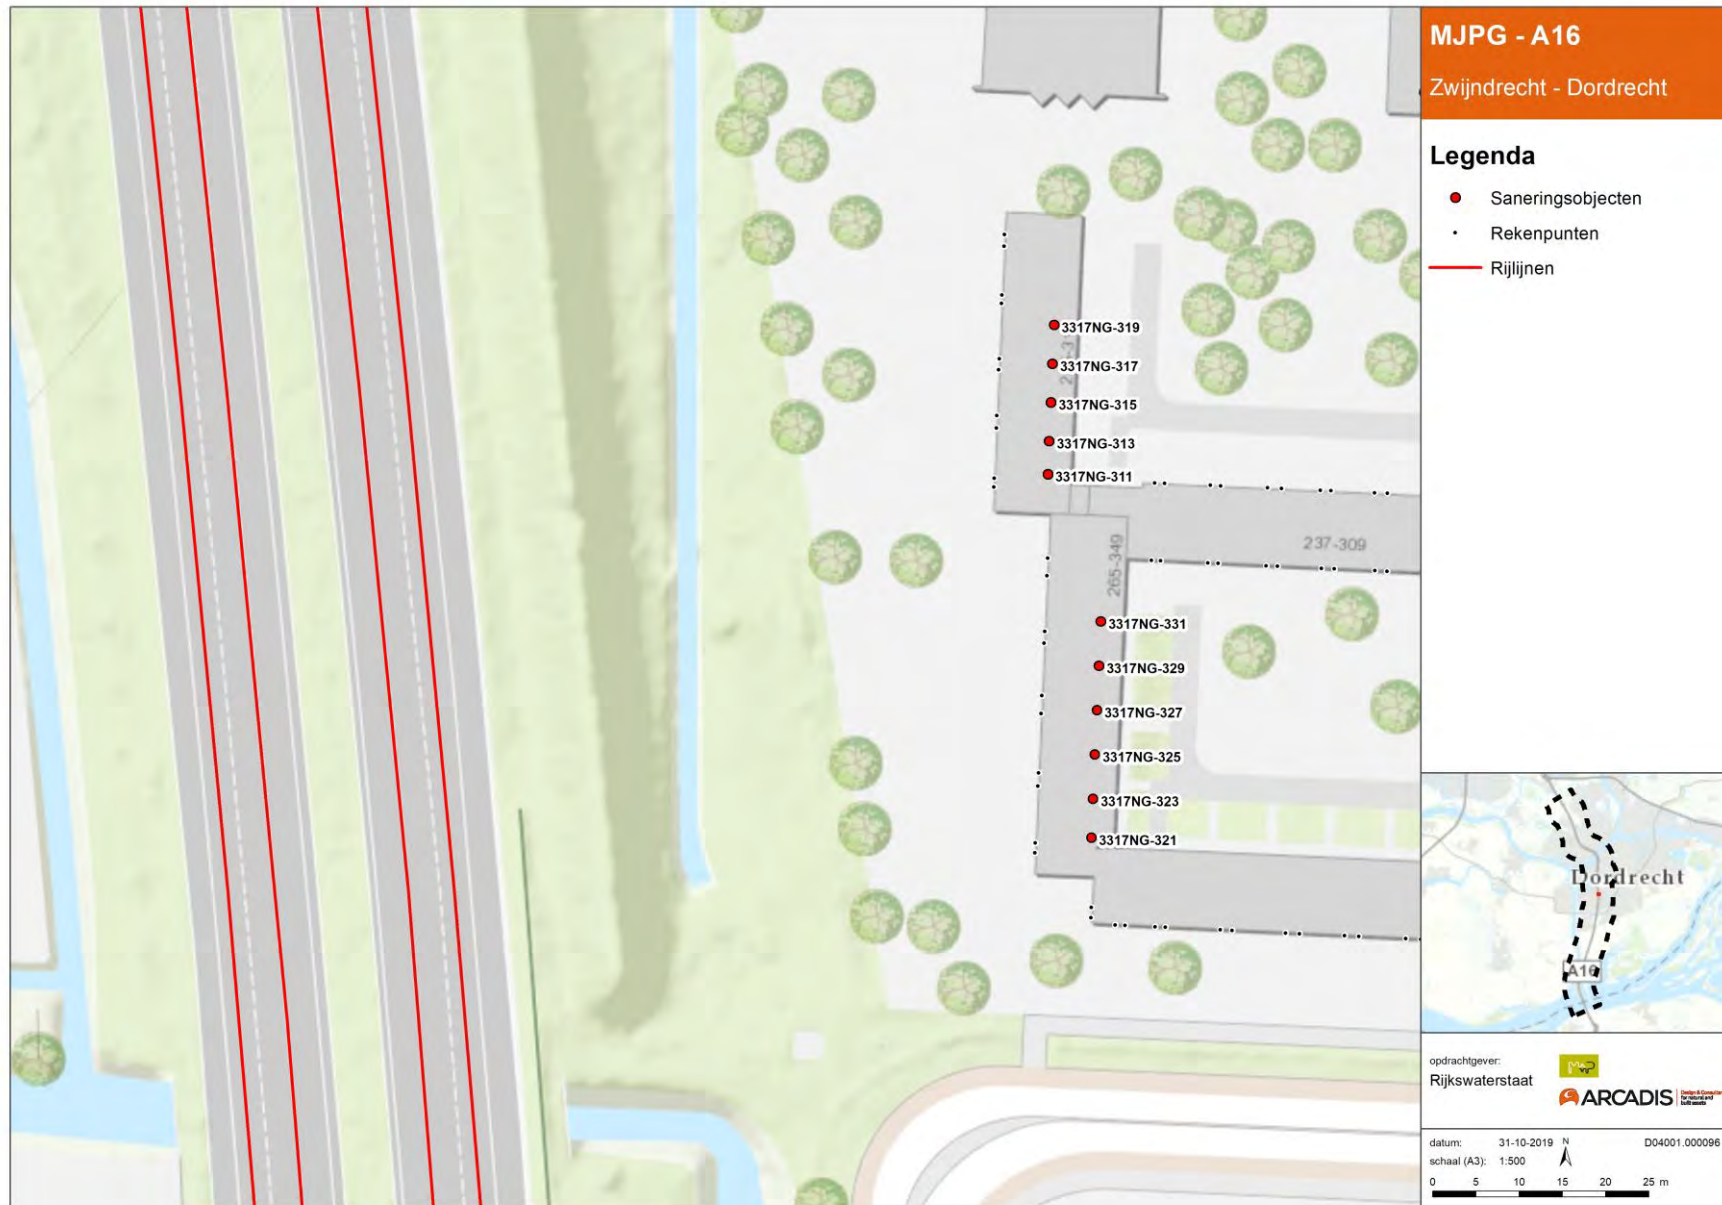 MJPG - A16
Zwijndrecht - Dordrecht
Legenda
Saneringsobjecten
Rekenpunten
Rijlijnen
3317NG-319
3317NG-317
3317NG-315
3317NG-313
3317NG-311
237-309
265-349
3317NG-331
3317NG-329
3317NG-327
3317NG-325
3317NG-323
3317NG-321
Dordrecht
A16
opdrachtgever:
Rijkswaterstaat
ARCADIS
datum: 31-10-2019 N D04001.000096
schaal (A3): 1:500
0 5 10 15 20 25 m